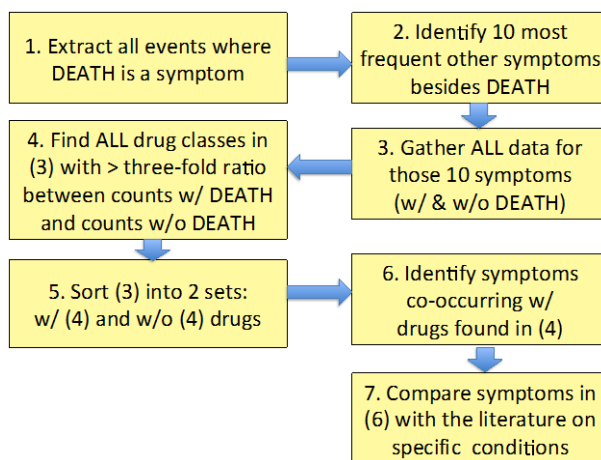 1. Extract all events where
DEATH is a symptom
2. Identify 10 most
frequent other symptoms
besides DEATH
3. Gather ALL data for
those 10 symptoms
(w/ & w/o DEATH)
4. Find ALL drug classes in
(3) with > three-fold ratio
between counts w/ DEATH
and counts w/o DEATH
5. Sort (3) into 2 sets:
w/ (4) and w/o (4) drugs
6. Identify symptoms
co-occurring w/
drugs found in (4)
7. Compare symptoms in
(6) with the literature on
specific conditions